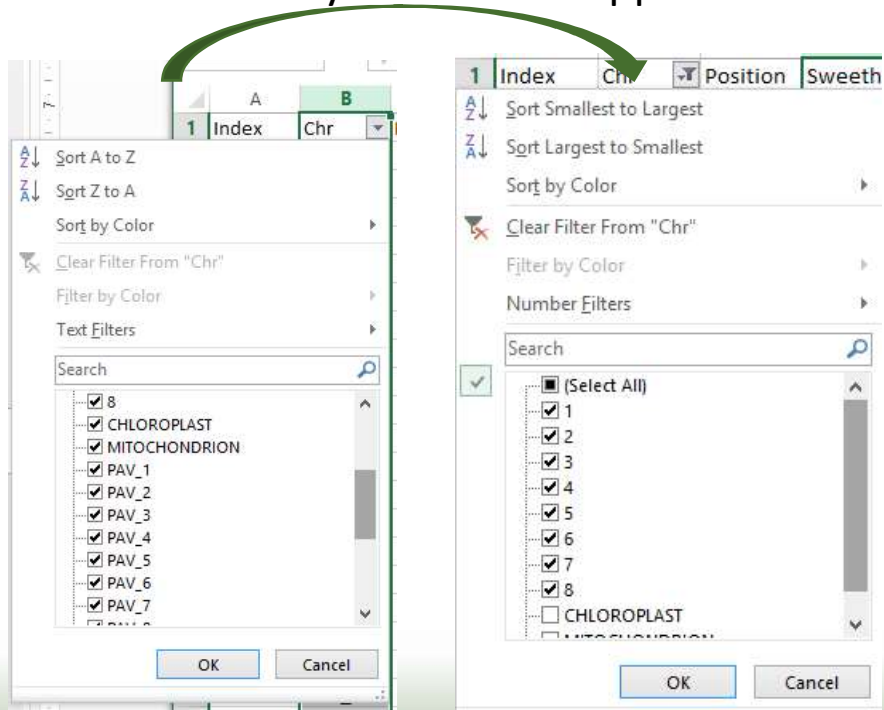 A B
1 Index Chr
Sort A to Z
Sort Z to A
Sort by Color
Clear Filter From "Chr"
Filter by Color
Text Filters
Search
8
CHLOROPLAST
MITOCHONDRION
PAV_1
PAV_2
PAV_3
PAV_4
PAV_5
PAV_6
PAV_7
OK Cancel
1 Index Chr Position Sweeth
Sort Smallest to Largest
Sort Largest to Smallest
Sort by Color
Clear Filter From "Chr"
Filter by Color
Number Filters
Search
(Select All)
1
2
3
4
5
6
7
8
CHLOROPLAST
MITOCHONDRION
OK Cancel